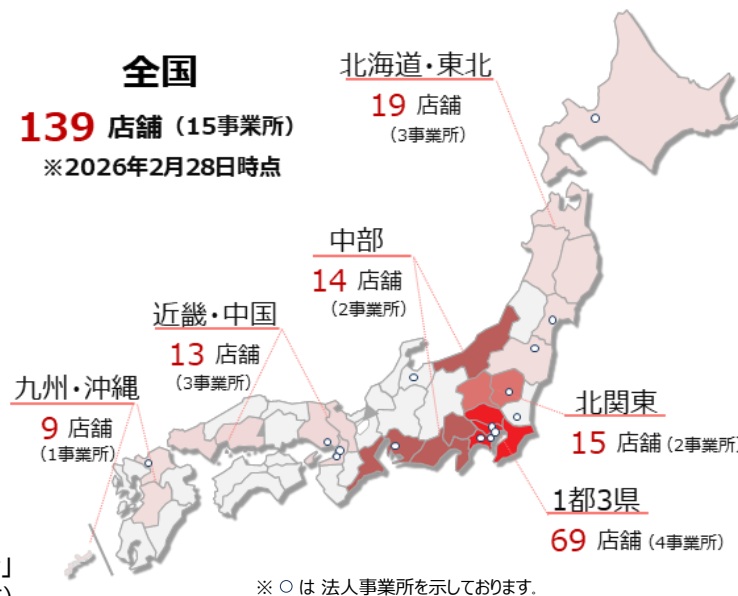 全国
139 店舗（15事業所）
※2026年2月28日時点
北海道・東北
19 店舗
（3事業所）
中部
14 店舗
（2事業所）
近畿・中国
13 店舗
（3事業所）
九州・沖縄
9 店舗
（1事業所）
北関東
15 店舗（2事業所）
1都3県
69 店舗（4事業所）
」
※ ○ は 法人事業所を示しております。